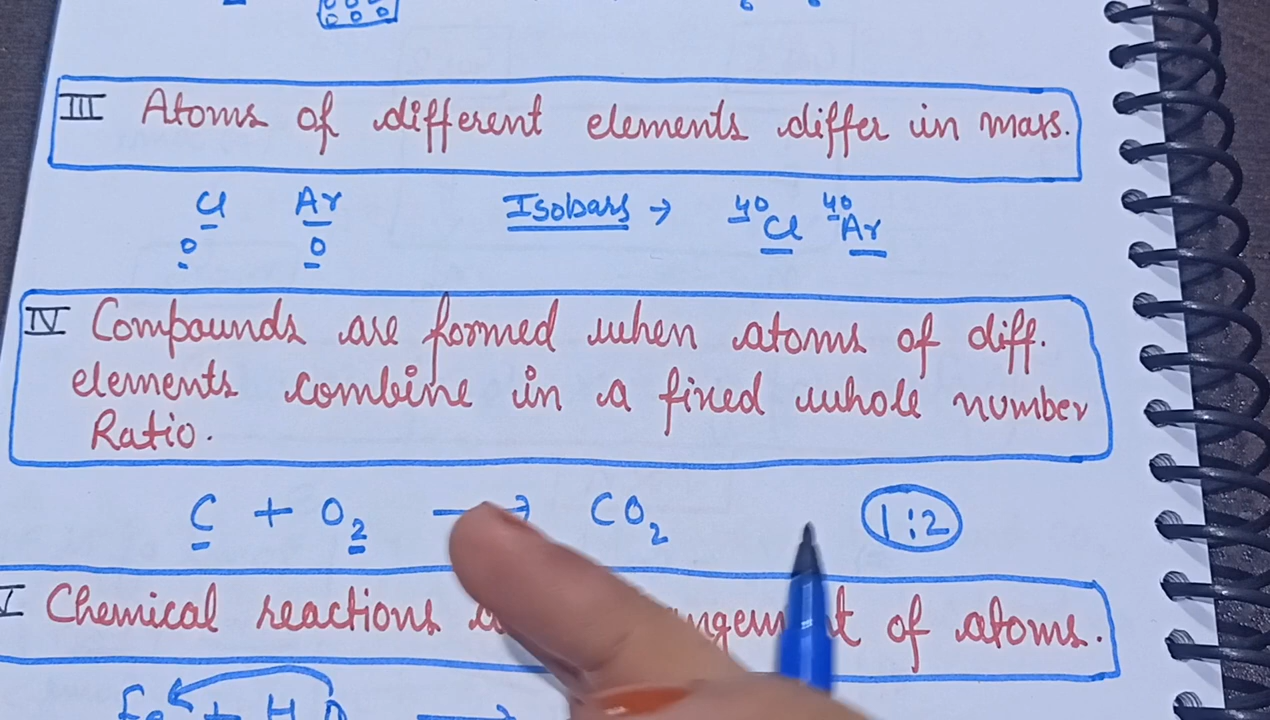 III Atoms of different elements differ in mass.
Cl Ar Isobars → ⁴⁰Cl ⁴⁰Ar
IV Compounds are formed when atoms of diff.
elements combine in a fixed whole number
Ratio.
C + O₂ → CO₂ 1:2
Chemical reactions of atoms.
Fe + H →